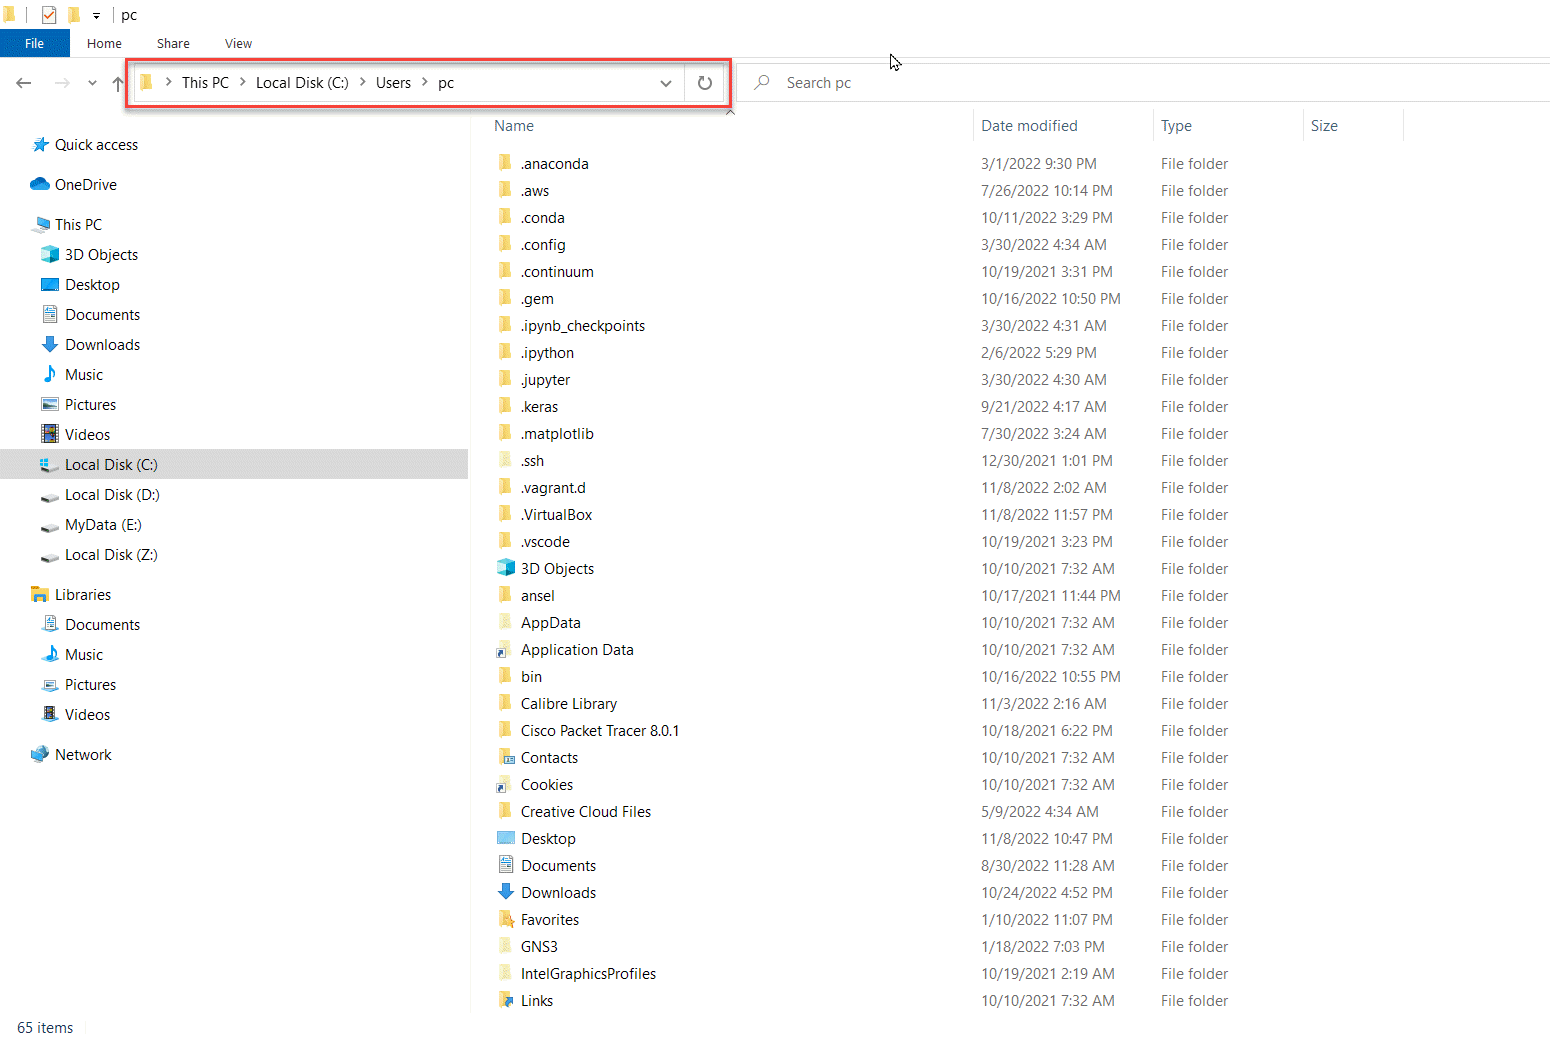 pc
File Home Share View
This PC Local Disk (C:) Users pc Search pc
Name Date modified Type Size
Quick access
OneDrive
This PC
3D Objects
Desktop
Documents
Downloads
Music
Pictures
Videos
Local Disk (C:)
Local Disk (D:)
MyData (E:)
Local Disk (Z:)
Libraries
Documents
Music
Pictures
Videos
Network
.anaconda 3/1/2022 9:30 PM File folder
.aws 7/26/2022 10:14 PM File folder
.conda 10/11/2022 3:29 PM File folder
.config 3/30/2022 4:34 AM File folder
.continuum 10/19/2021 3:31 PM File folder
.gem 10/16/2022 10:50 PM File folder
.ipynb_checkpoints 3/30/2022 4:31 AM File folder
.ipython 2/6/2022 5:29 PM File folder
.jupyter 3/30/2022 4:30 AM File folder
.keras 9/21/2022 4:17 AM File folder
.matplotlib 7/30/2022 3:24 AM File folder
.ssh 12/30/2021 1:01 PM File folder
.vagrant.d 11/8/2022 2:02 AM File folder
.VirtualBox 11/8/2022 11:57 PM File folder
.vscode 10/19/2021 3:23 PM File folder
3D Objects 10/10/2021 7:32 AM File folder
ansel 10/17/2021 11:44 PM File folder
AppData 10/10/2021 7:32 AM File folder
Application Data 10/10/2021 7:32 AM File folder
bin 10/16/2022 10:55 PM File folder
Calibre Library 11/3/2022 2:16 AM File folder
Cisco Packet Tracer 8.0.1 10/18/2021 6:22 PM File folder
Contacts 10/10/2021 7:32 AM File folder
Cookies 10/10/2021 7:32 AM File folder
Creative Cloud Files 5/9/2022 4:34 AM File folder
Desktop 11/8/2022 10:47 PM File folder
Documents 8/30/2022 11:28 AM File folder
Downloads 10/24/2022 4:52 PM File folder
Favorites 1/10/2022 11:07 PM File folder
GNS3 1/18/2022 7:03 PM File folder
IntelGraphicsProfiles 10/19/2021 2:19 AM File folder
Links 10/10/2021 7:32 AM File folder
65 items